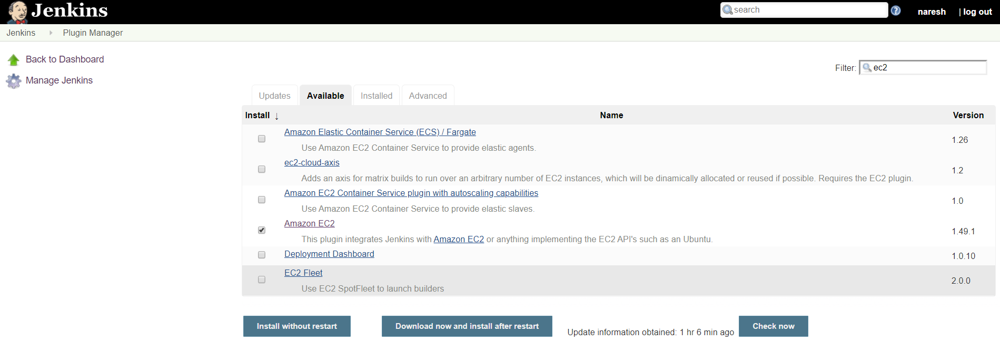 Jenkins
search
naresh
| log out
Jenkins
Plugin Manager
Back to Dashboard
Manage Jenkins
Filter: ec2
Updates
Available
Installed
Advanced
Install ↓
Name
Version
Amazon Elastic Container Service (ECS) / Fargate
Use Amazon EC2 Container Service to provide elastic agents.
1.26
ec2-cloud-axis
Adds an axis for matrix builds to run over an arbitrary number of EC2 instances, which will be dinamically allocated or reused if possible. Requires the EC2 plugin.
1.2
Amazon EC2 Container Service plugin with autoscaling capabilities
Use Amazon EC2 Container Service to provide elastic slaves.
1.0
Amazon EC2
This plugin integrates Jenkins with Amazon EC2 or anything implementing the EC2 API's such as an Ubuntu.
1.49.1
Deployment Dashboard
1.0.10
EC2 Fleet
Use EC2 SpotFleet to launch builders
2.0.0
Install without restart
Download now and install after restart
Update information obtained: 1 hr 6 min ago
Check now